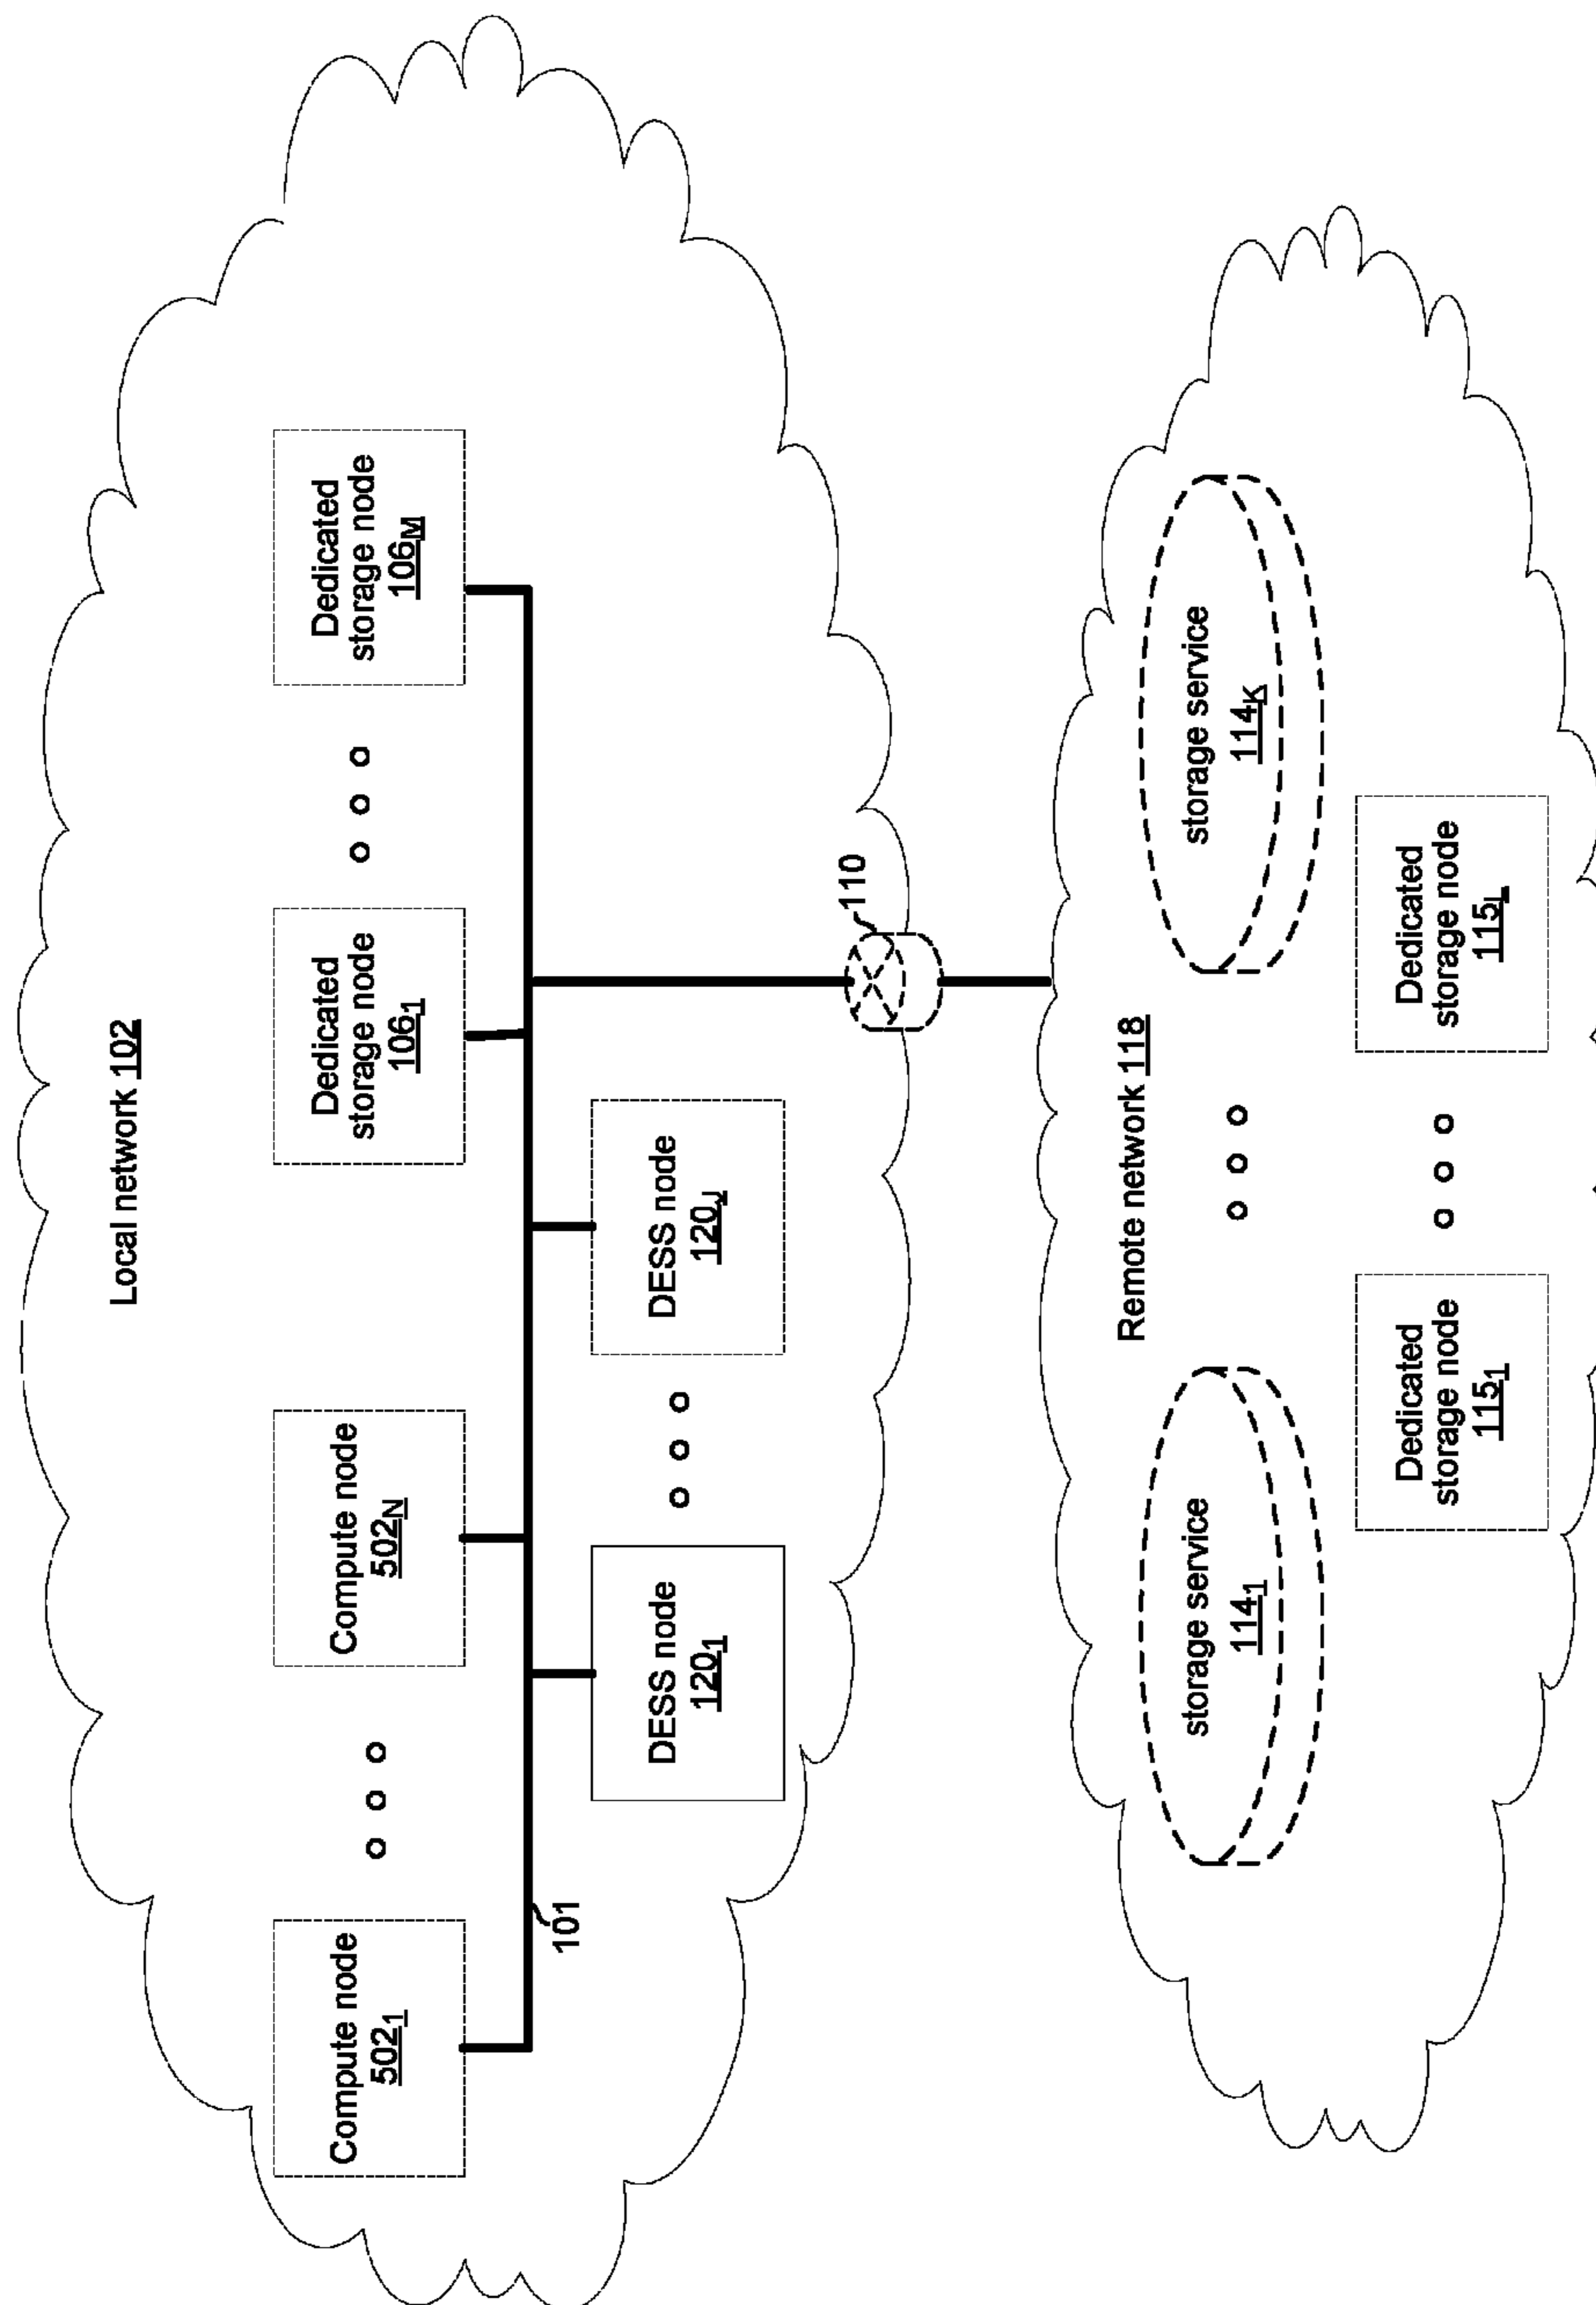 Local network 102
Compute node
502₁
Compute node
502N
Dedicated
storage node
106₁
Dedicated
storage node
106M
101
DESS node
120₁
DESS node
120J
110
Remote network 118
storage service
114₁
storage service
114K
Dedicated
storage node
115₁
Dedicated
storage node
115L